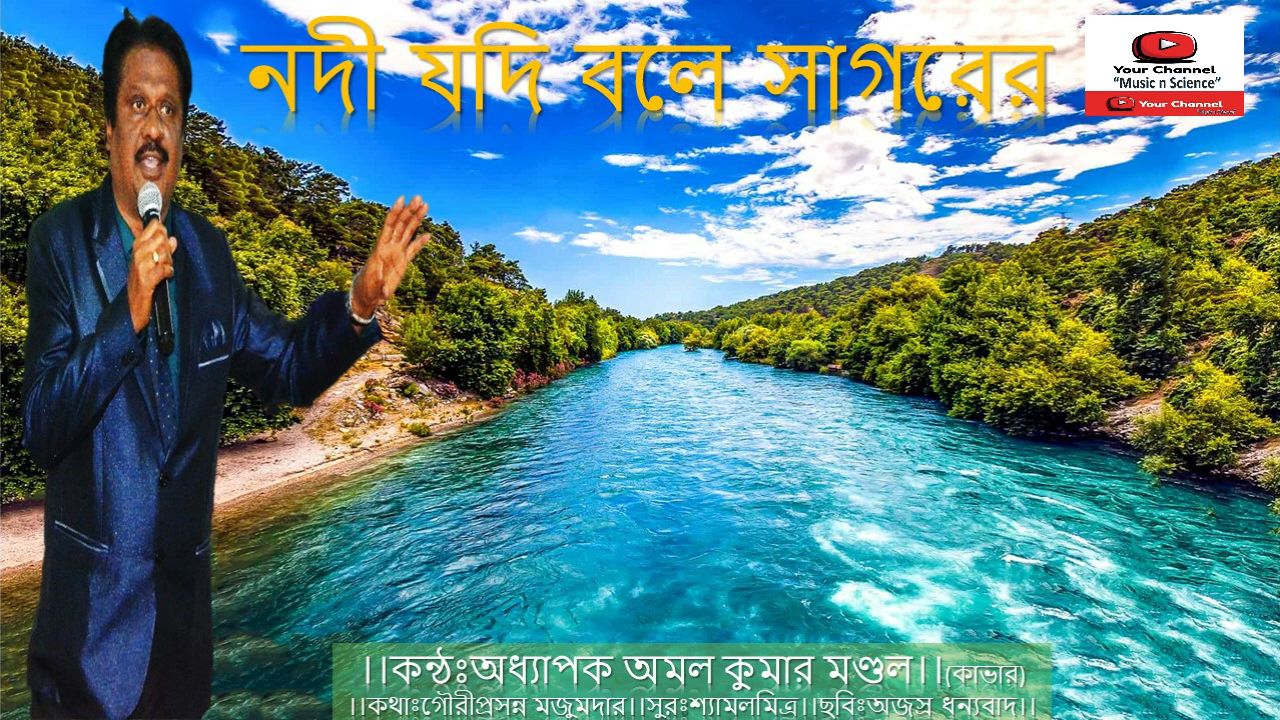 নদী যদি বলে সাগরের
Your Channel
"Music n Science"
Your Channel
।।কন্ঠঃঅধ্যাপক অমল কুমার মণ্ডল।।(কাভার)
।।কথাঃগৌরীপ্রসন্ন মজুমদার।।সুরঃশ্যামলমিত্র।।ছবিঃঅজস্র ধন্যবাদ।।